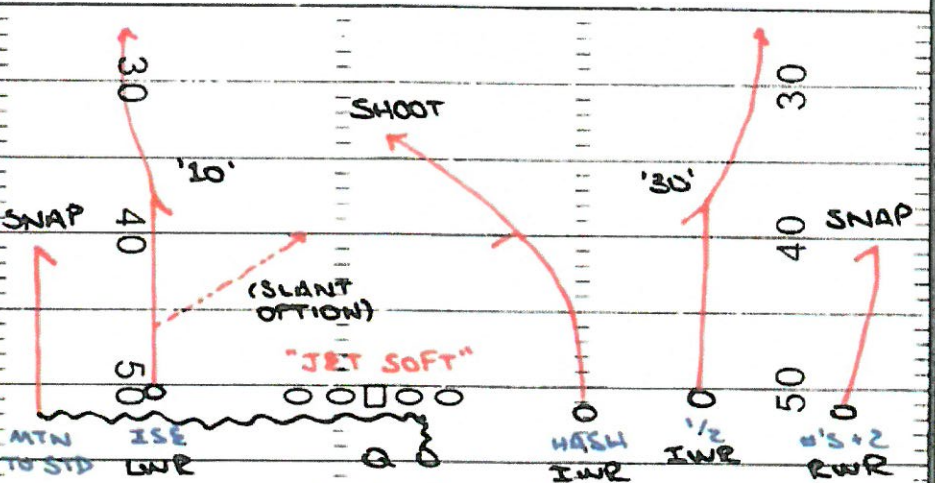 30
30
SHOOT
'10'
'30'
SNAP
40
40
SNAP
(SLANT
OPTION)
"JET SOFT"
50
50
MTN
TO STD
ISE
LWR
Q
HASH
IWR
1/2
IWR
#'S +2
RWR